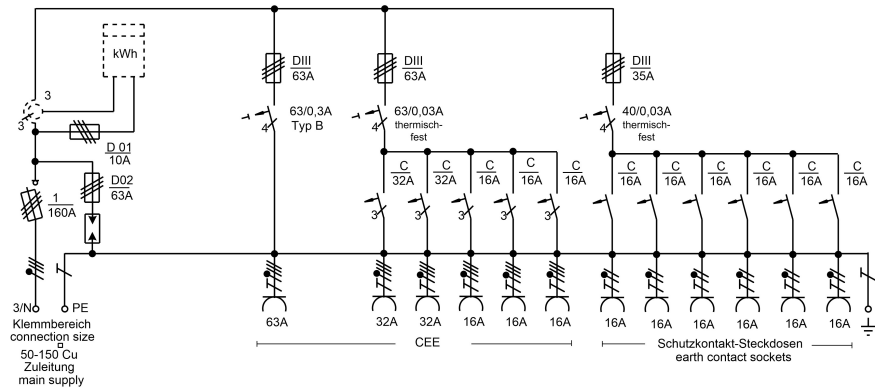 kWh
3
3
D 01
10A
D02
63A
1
160A
DIII
63A
63/0,3A
Typ B
4
DIII
63A
63/0,03A
thermisch-
fest
4
DIII
35A
40/0,03A
thermisch-
fest
4
C
32A
C
32A
C
16A
C
16A
C
16A
3
3
3
3
3
C
16A
C
16A
C
16A
C
16A
C
16A
C
16A
63A
32A
32A
16A
16A
16A
16A
16A
16A
16A
16A
16A
CEE
Schutzkontakt-Steckdosen
earth contact sockets
3/N
PE
Klemmbereich
connection size
50-150 Cu
Zuleitung
main supply